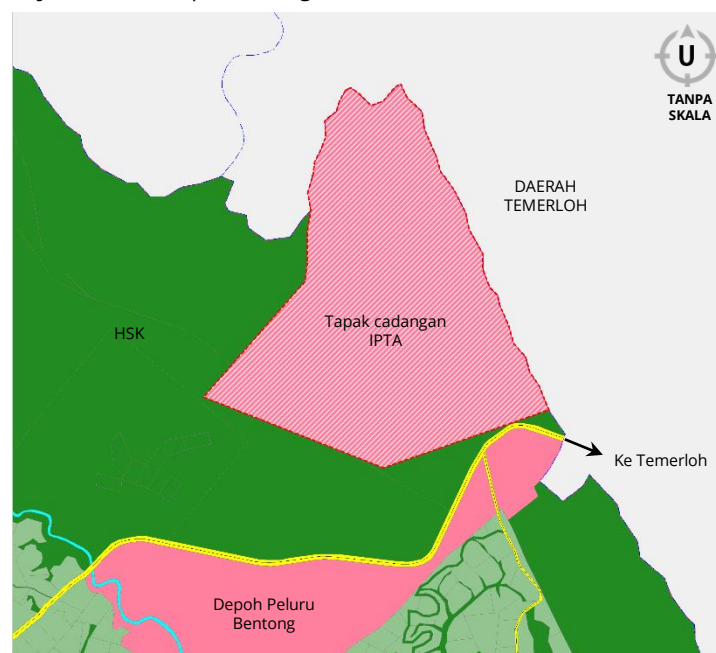 U
TANPA
SKALA
DAERAH
TEMERLOH
Tapak cadangan
IPTA
HSK
Ke Temerloh
Depoh Peluru
Bentong